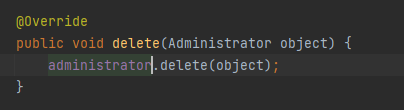 @Override
public void delete(Administrator object) {
    administrator.delete(object);
}